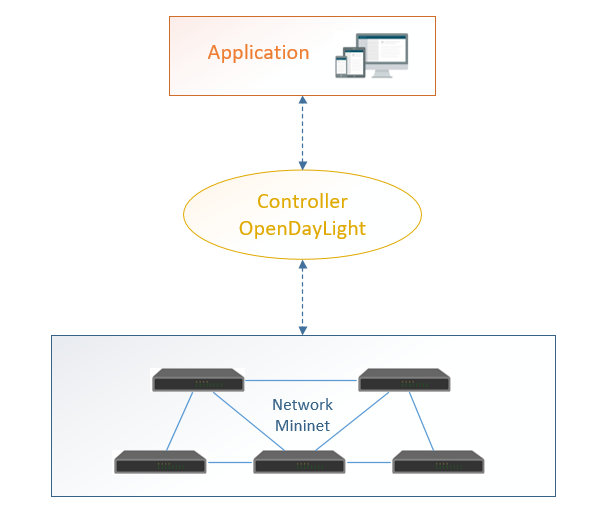 Application
Controller
OpenDayLight
Network
Mininet